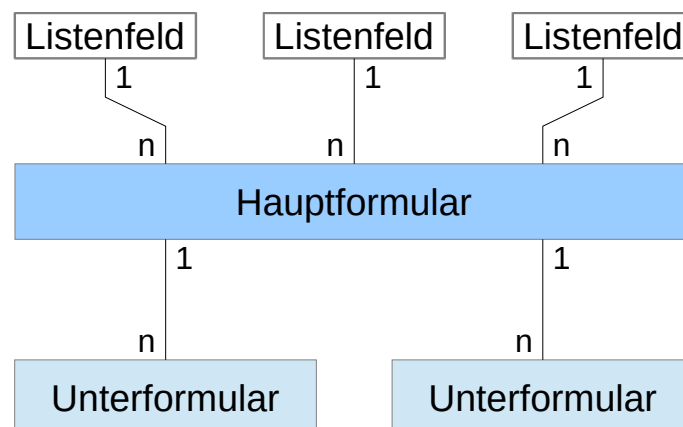 Listenfeld Listenfeld Listenfeld
1 1 1
n n n
Hauptformular
1 1
n n
Unterformular Unterformular